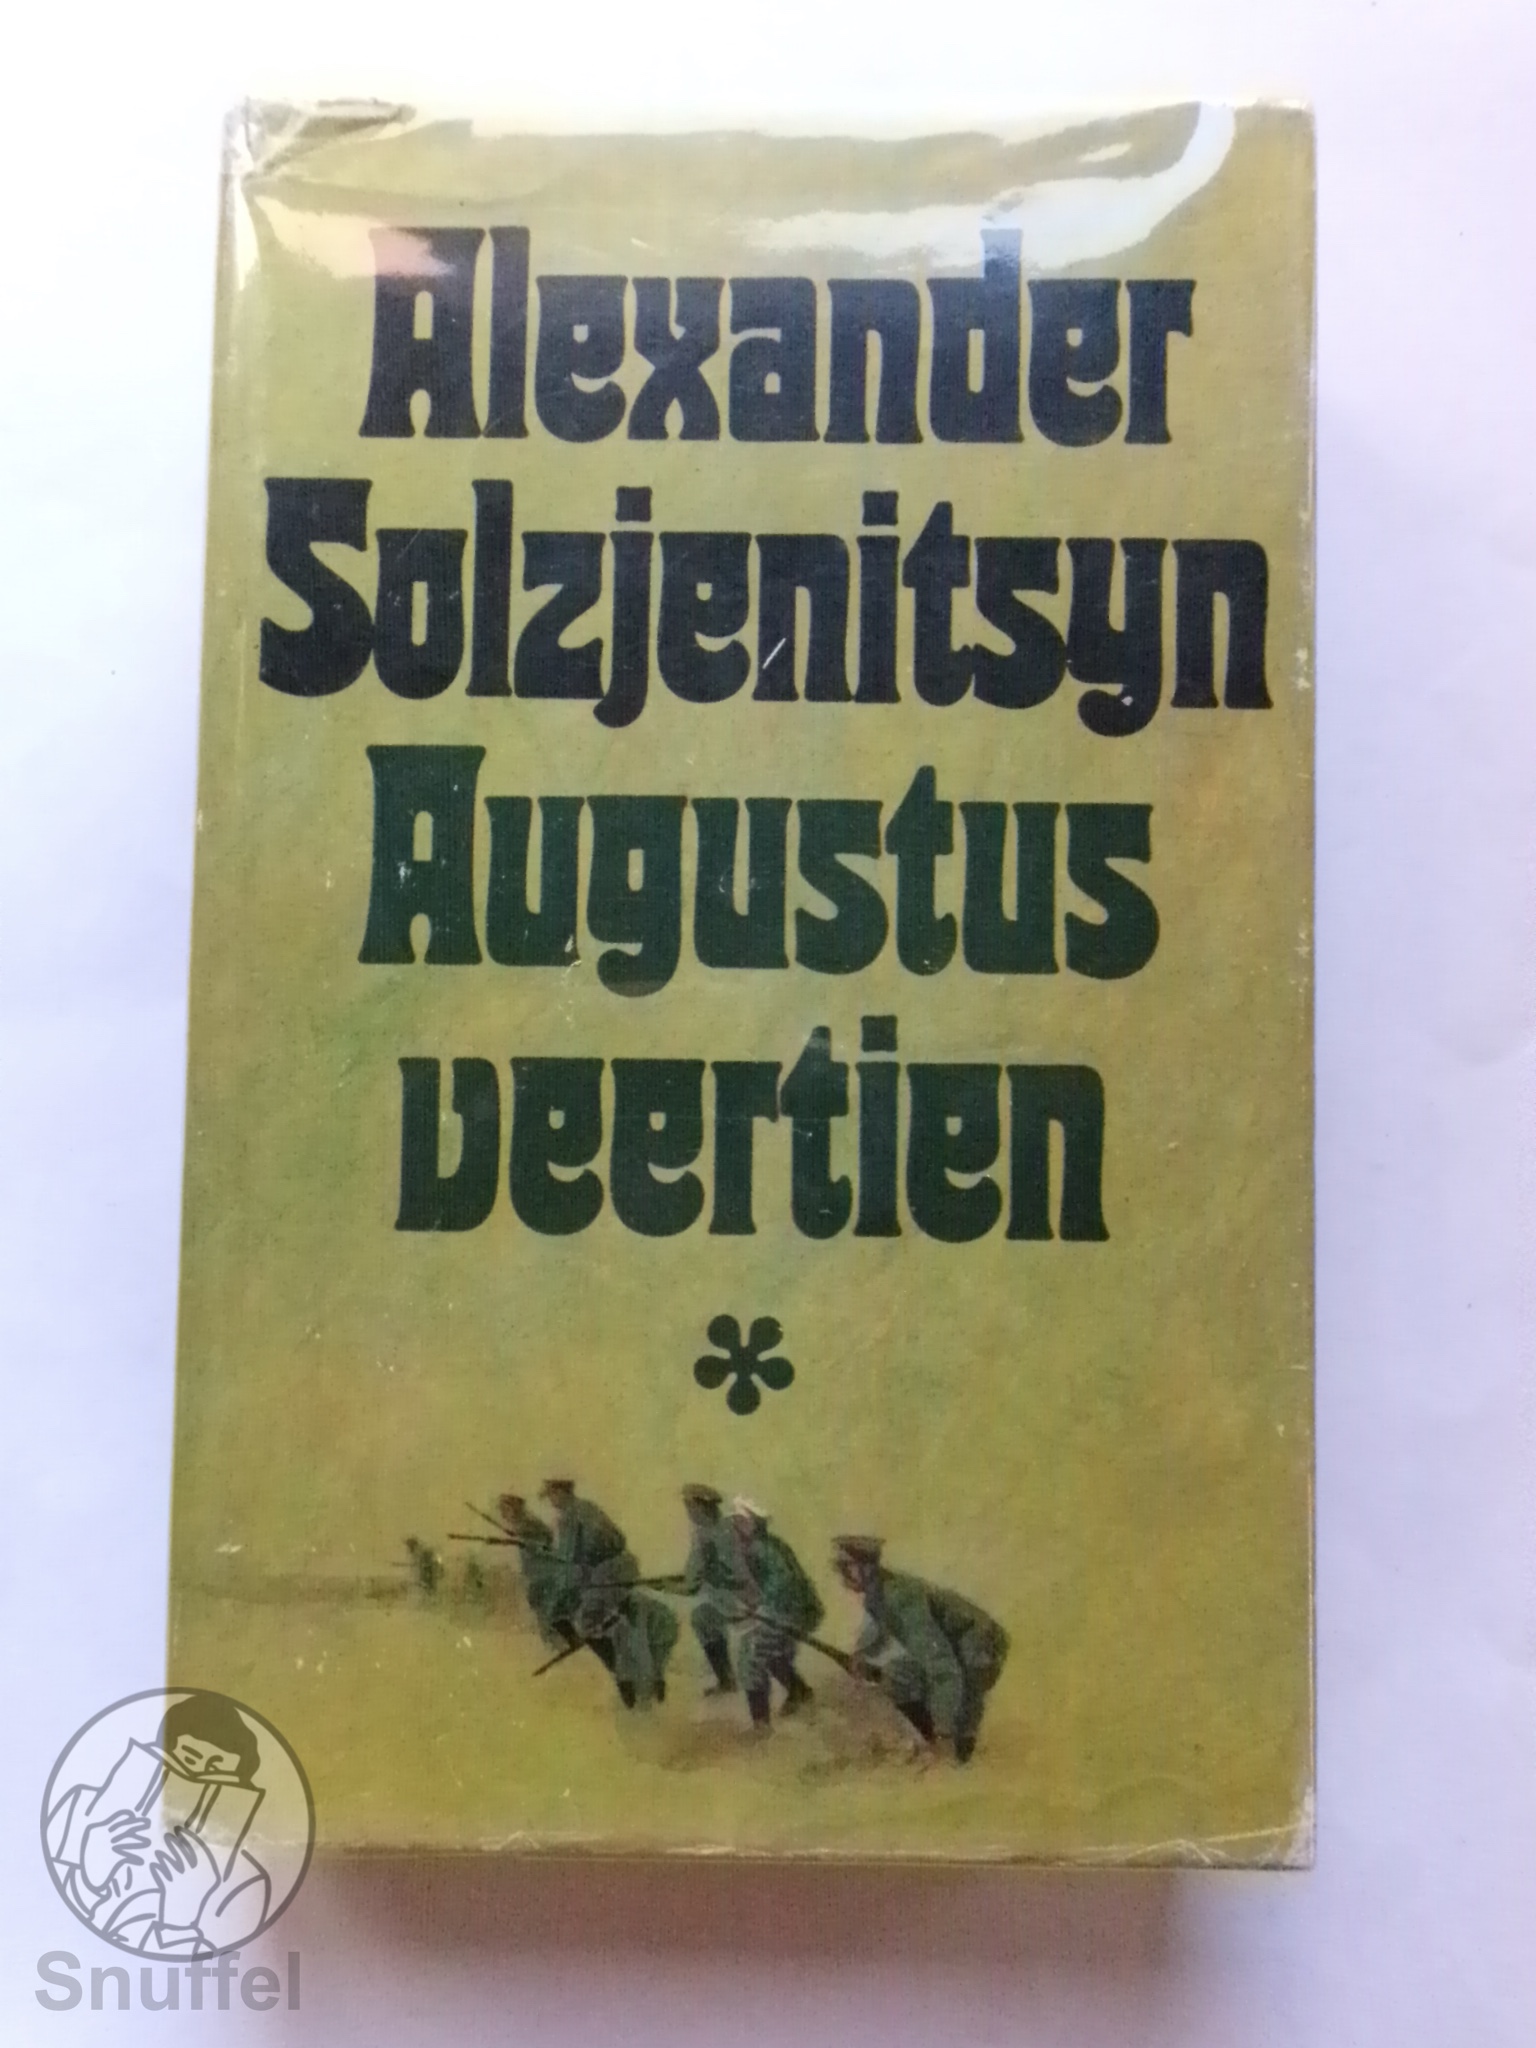 Alexander
Solzjenitsyn
Augustus
veertien
*
Snuffel